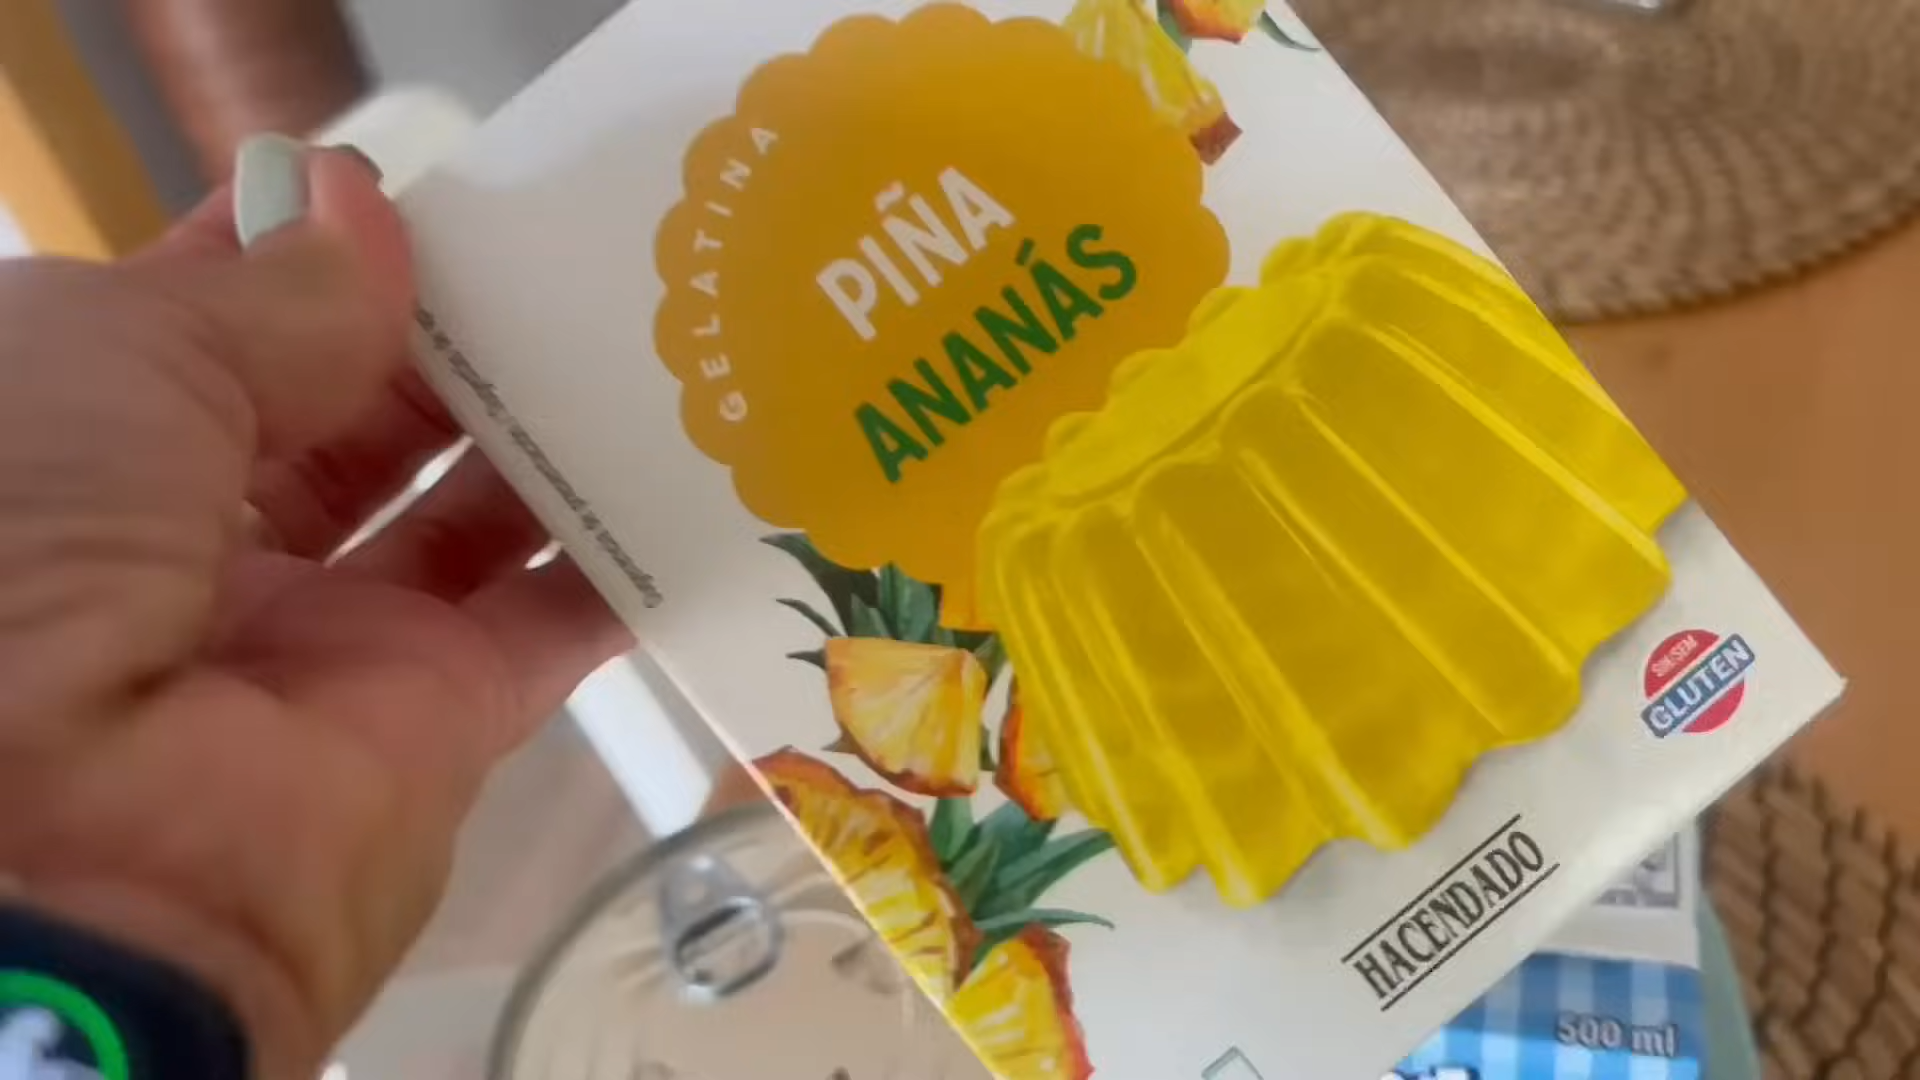 GELATINA
PIÑA
ANANÁS
SIN·SEM
GLUTEN
HACENDADO
500 ml